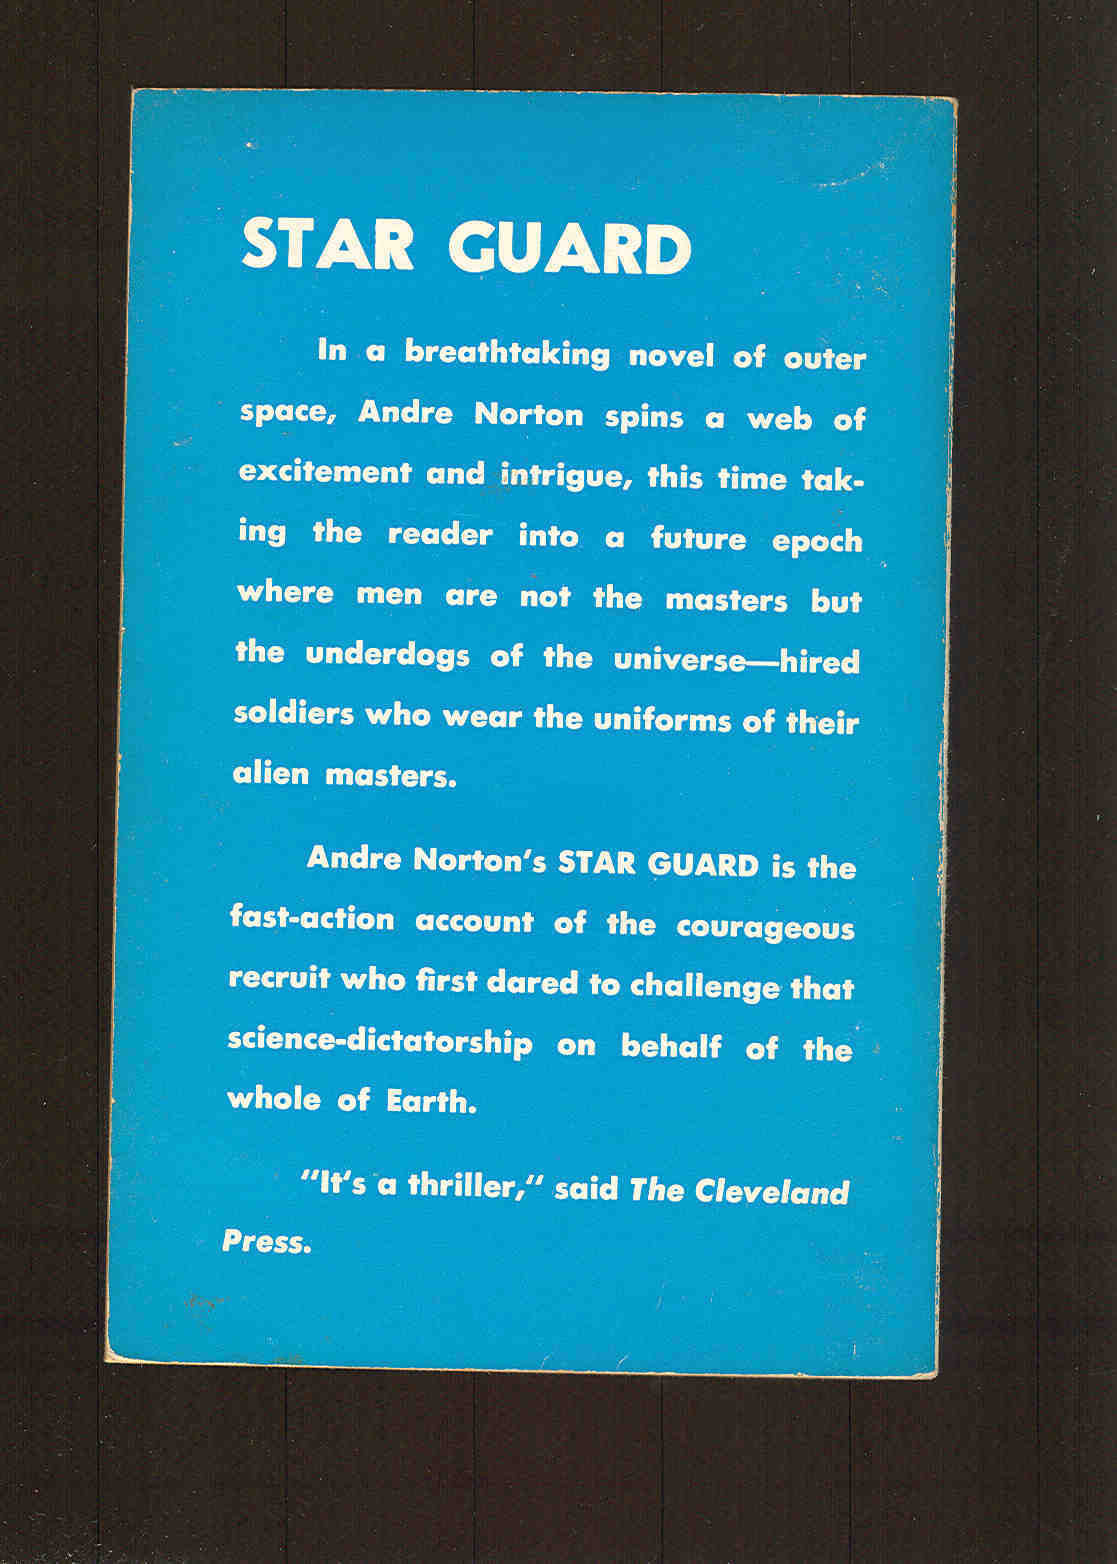 STAR GUARD
In a breathtaking novel of outer
space, Andre Norton spins a web of
excitement and intrigue, this time tak-
ing the reader into a future epoch
where men are not the masters but
the underdogs of the universe—hired
soldiers who wear the uniforms of their
alien masters.
Andre Norton's STAR GUARD is the
fast-action account of the courageous
recruit who first dared to challenge that
science-dictatorship on behalf of the
whole of Earth.
"It's a thriller," said The Cleveland
Press.